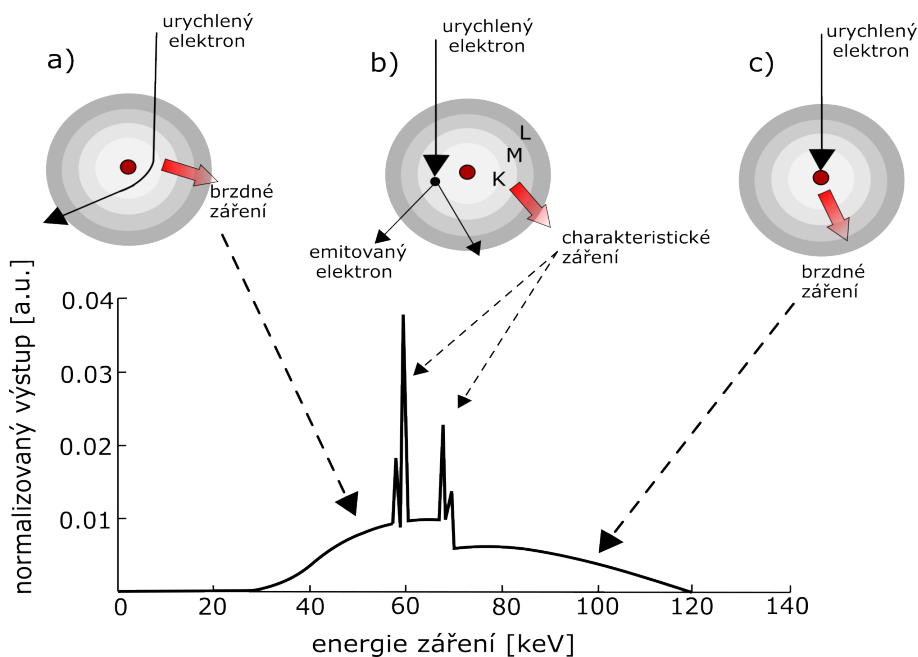 a)
urychlený
elektron
brzdné
záření
b)
urychlený
elektron
L
M
K
emitovaný
elektron
charakteristické
záření
c)
urychlený
elektron
brzdné
záření
normalizovaný výstup [a.u.]
0.04
0.03
0.02
0.01
0 20 40 60 80 100 120 140
energie záření [keV]